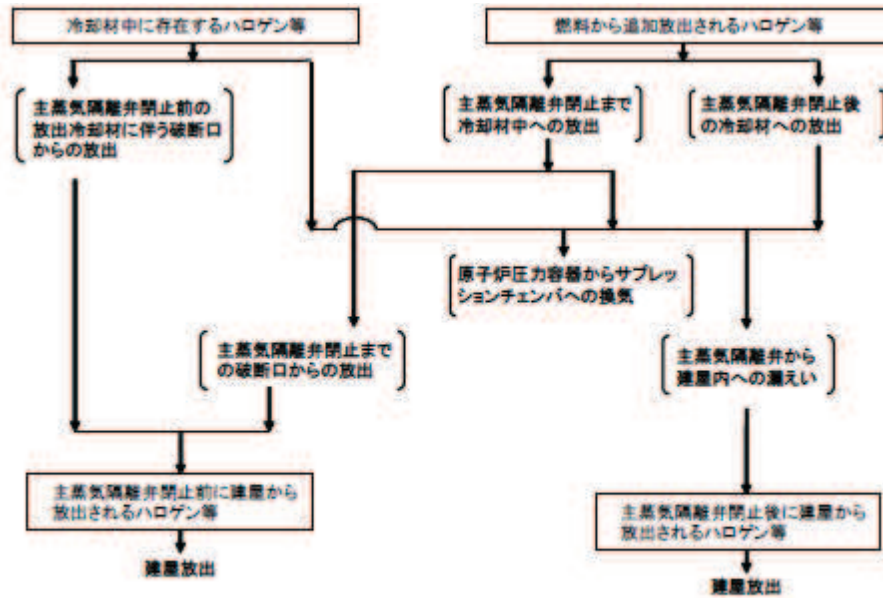 冷却材中に存在するハロゲン等
燃料から追加放出されるハロゲン等
主蒸気隔離弁閉止前の
放出冷却材に伴う破断口
からの放出
主蒸気隔離弁閉止まで
冷却材中への放出
主蒸気隔離弁閉止後
の冷却材への放出
原子炉圧力容器からサプレッ
ションチェンバへの換気
主蒸気隔離弁閉止まで
の破断口からの放出
主蒸気隔離弁から
建屋内への漏えい
主蒸気隔離弁閉止前に建屋から
放出されるハロゲン等
主蒸気隔離弁閉止後に建屋から
放出されるハロゲン等
建屋放出
建屋放出